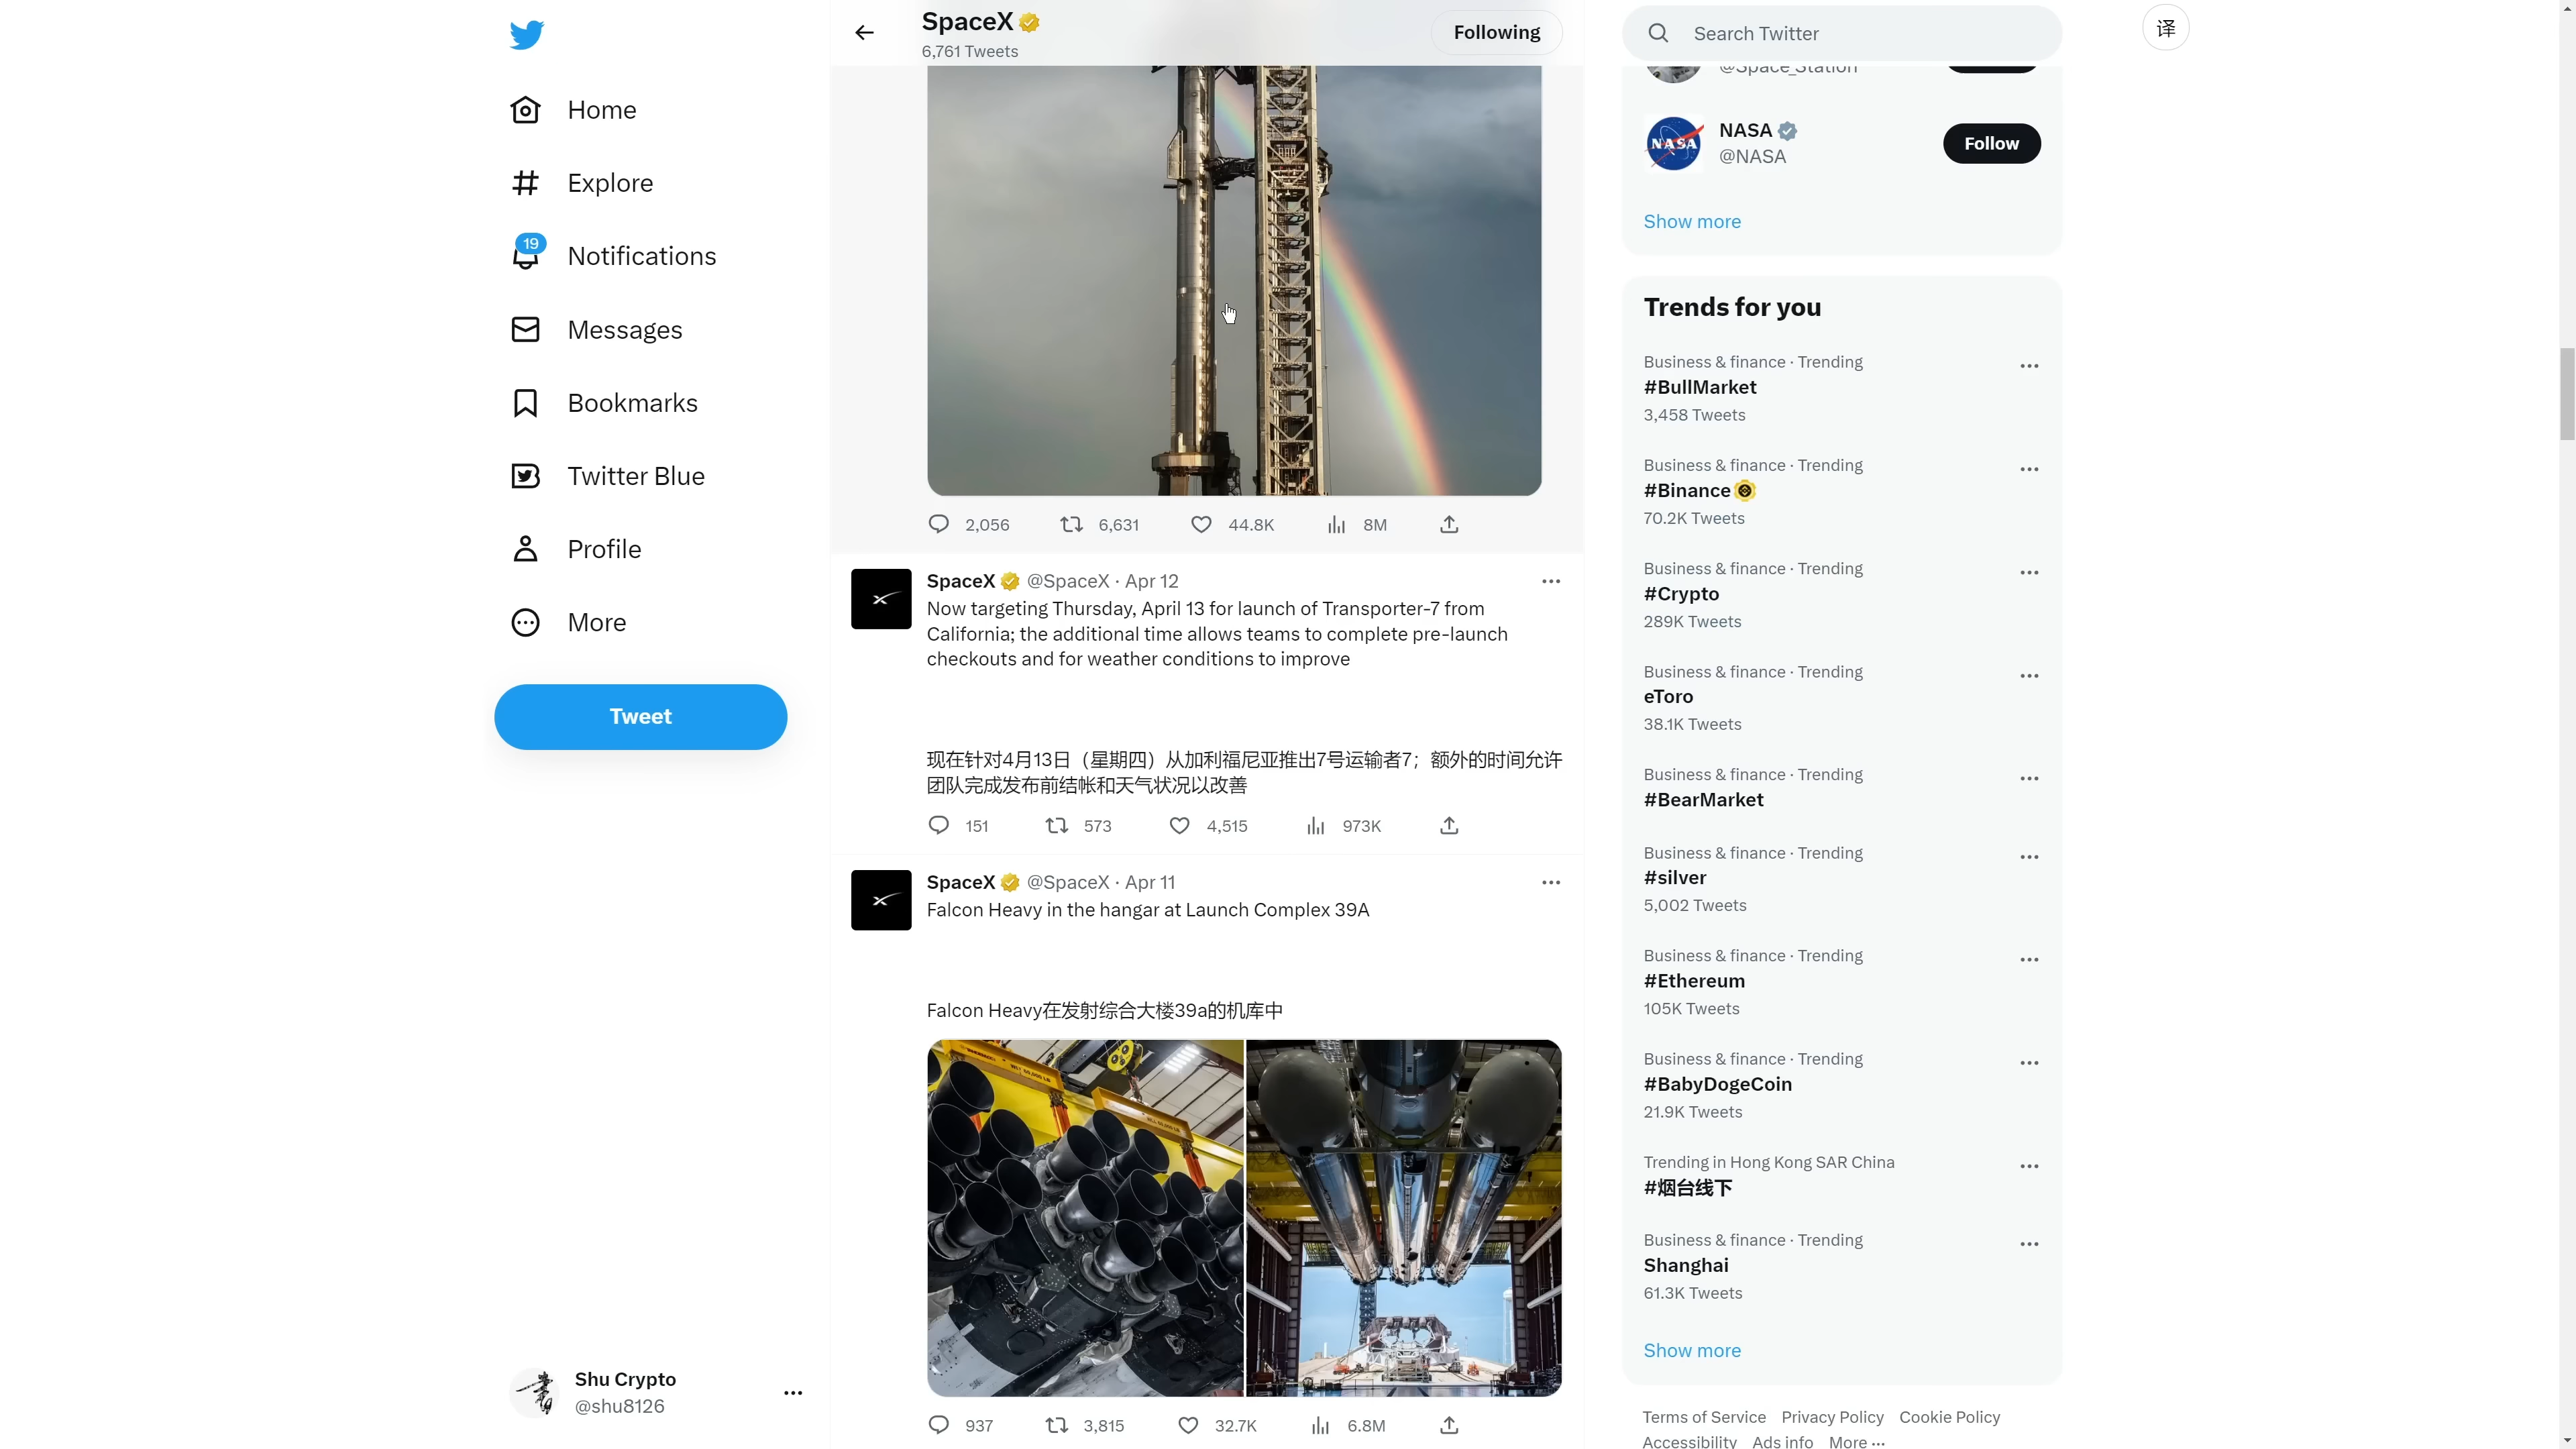 Home
Explore
19
Notifications
Messages
Bookmarks
Twitter Blue
Profile
More
Tweet
Shu Crypto
@shu8126
SpaceX
6,761 Tweets
Following
2,056
6,631
44.8K
8M
SpaceX @SpaceX · Apr 12
Now targeting Thursday, April 13 for launch of Transporter-7 from
California; the additional time allows teams to complete pre-launch
checkouts and for weather conditions to improve
现在针对4月13日（星期四）从加利福尼亚推出7号运输者7；额外的时间允许
团队完成发布前结帐和天气状况以改善
151
573
4,515
973K
SpaceX @SpaceX · Apr 11
Falcon Heavy in the hangar at Launch Complex 39A
Falcon Heavy在发射综合大楼39a的机库中
937
3,815
32.7K
6.8M
Search Twitter
译
@Space_Station
NASA
NASA
@NASA
Follow
Show more
Trends for you
Business & finance · Trending
#BullMarket
3,458 Tweets
Business & finance · Trending
#Binance
70.2K Tweets
Business & finance · Trending
#Crypto
289K Tweets
Business & finance · Trending
eToro
38.1K Tweets
Business & finance · Trending
#BearMarket
Business & finance · Trending
#silver
5,002 Tweets
Business & finance · Trending
#Ethereum
105K Tweets
Business & finance · Trending
#BabyDogeCoin
21.9K Tweets
Trending in Hong Kong SAR China
#烟台线下
Business & finance · Trending
Shanghai
61.3K Tweets
Show more
Terms of Service Privacy Policy Cookie Policy
Accessibility Ads info More ···